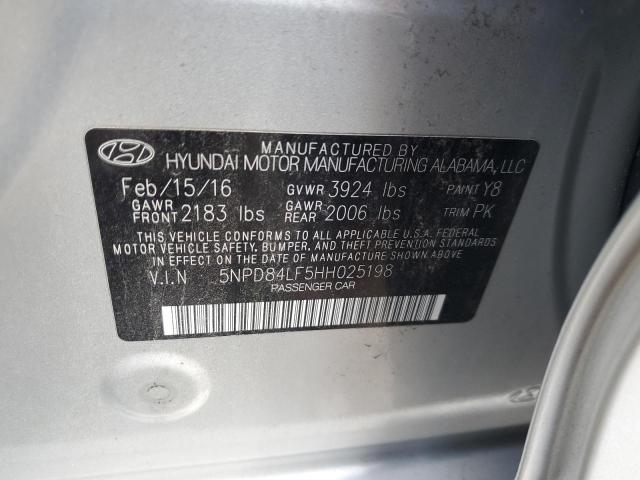 MANUFACTURED BY
HYUNDAI MOTOR MANUFACTURING ALABAMA, LLC
Feb/15/16 GVWR 3924 lbs PAINT Y8
GAWR FRONT 2183 lbs GAWR REAR 2006 lbs TRIM PK
THIS VEHICLE CONFORMS TO ALL APPLICABLE U.S.A. FEDERAL
MOTOR VEHICLE SAFETY, BUMPER, AND THEFT PREVENTION STANDARDS
IN EFFECT ON THE DATE OF MANUFACTURE SHOWN ABOVE.
V.I.N 5NPD84LF5HH025198
PASSENGER CAR